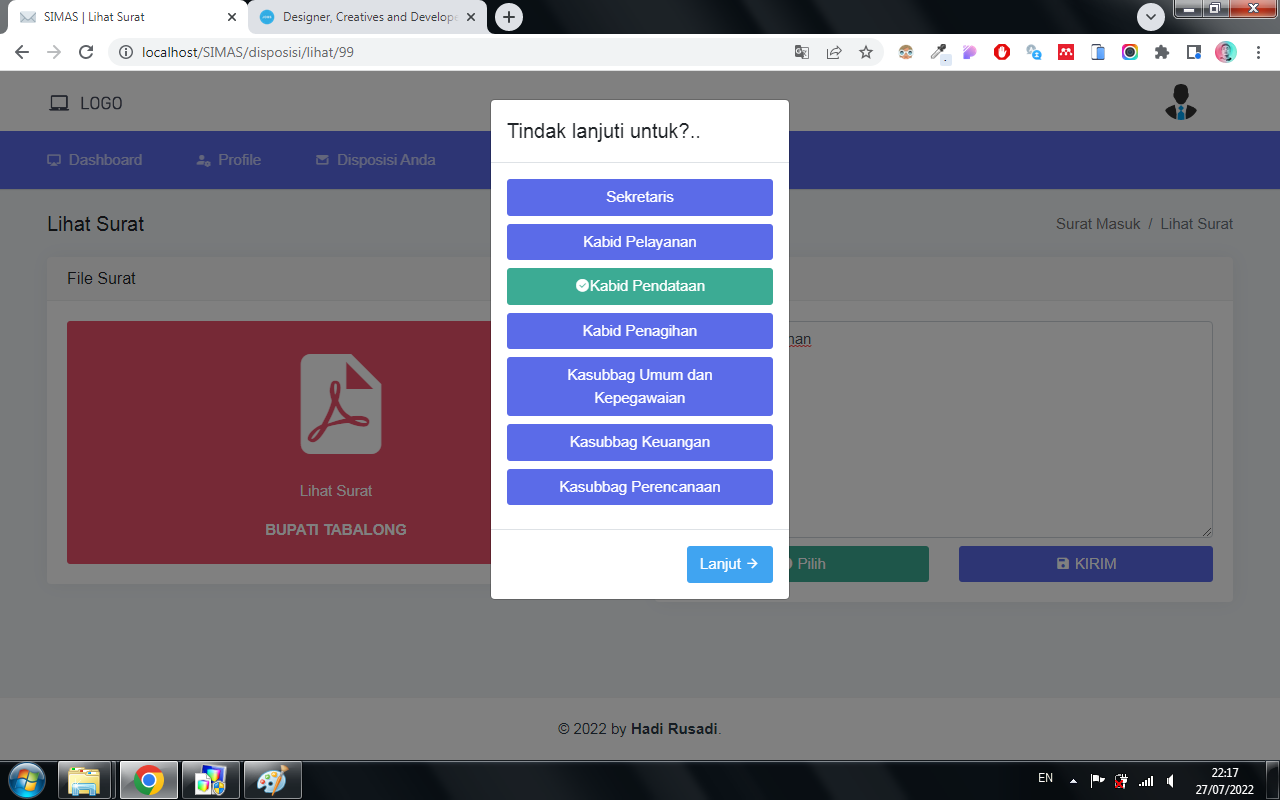 SIMAS | Lihat Surat
Designer, Creatives and Develope
localhost/SIMAS/disposisi/lihat/99
LOGO
Dashboard
Profile
Disposisi Anda
Lihat Surat
Surat Masuk / Lihat Surat
File Surat
Lihat Surat
BUPATI TABALONG
Tindak lanjuti untuk?..
Sekretaris
Kabid Pelayanan
Kabid Pendataan
Kabid Penagihan
Kasubbag Umum dan
Kepegawaian
Kasubbag Keuangan
Kasubbag Perencanaan
Lanjut
Pilih
KIRIM
© 2022 by Hadi Rusadi.
EN
22:17
27/07/2022